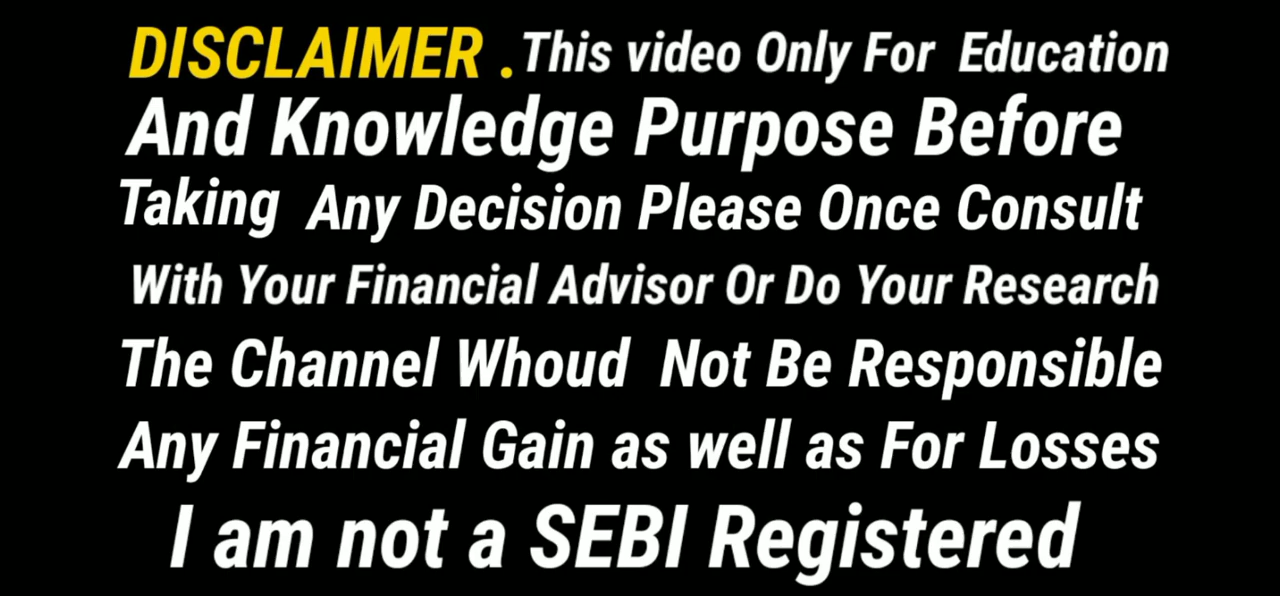 DISCLAIMER . This video Only For Education
And Knowledge Purpose Before
Taking Any Decision Please Once Consult
With Your Financial Advisor Or Do Your Research
The Channel Whoud Not Be Responsible
Any Financial Gain as well as For Losses
I am not a SEBI Registered